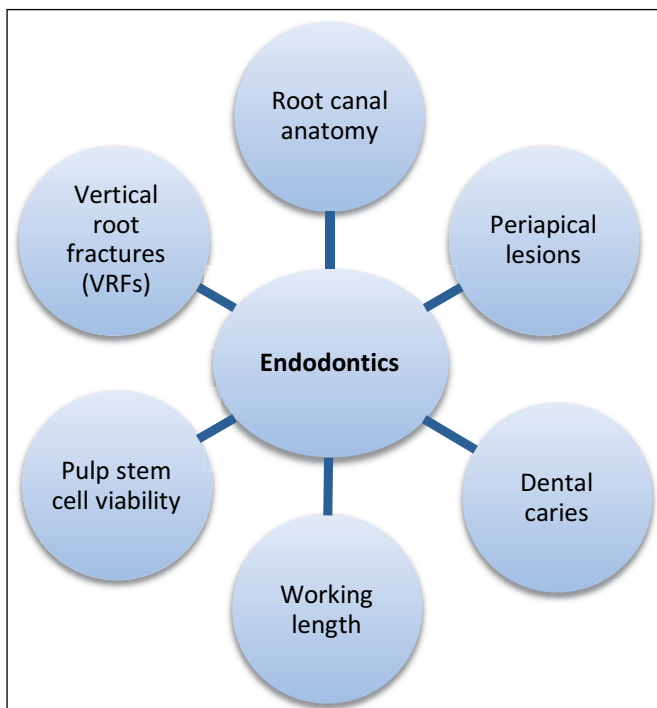 Root canal
anatomy
Vertical
root
fractures
(VRFs)
Periapical
lesions
Endodontics
Pulp stem
cell viability
Dental
caries
Working
length